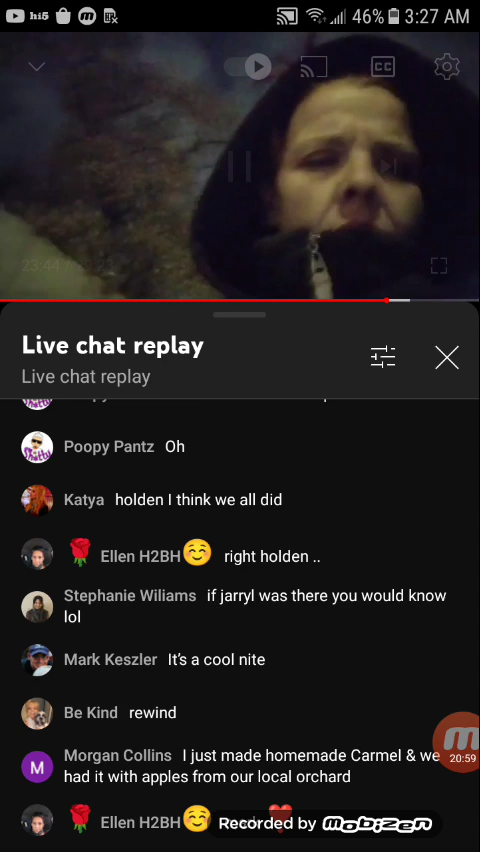 hi5
46% 3:27 AM
CC
Live chat replay
Live chat replay
Poopy Pantz Oh
Katya holden I think we all did
Ellen H2BH right holden ..
Stephanie Wiliams if jarryl was there you would know
lol
Mark Keszler It's a cool nite
Be Kind rewind
Morgan Collins I just made homemade Carmel & we
had it with apples from our local orchard
M
20:59
Ellen H2BH
Recorded by mobizen